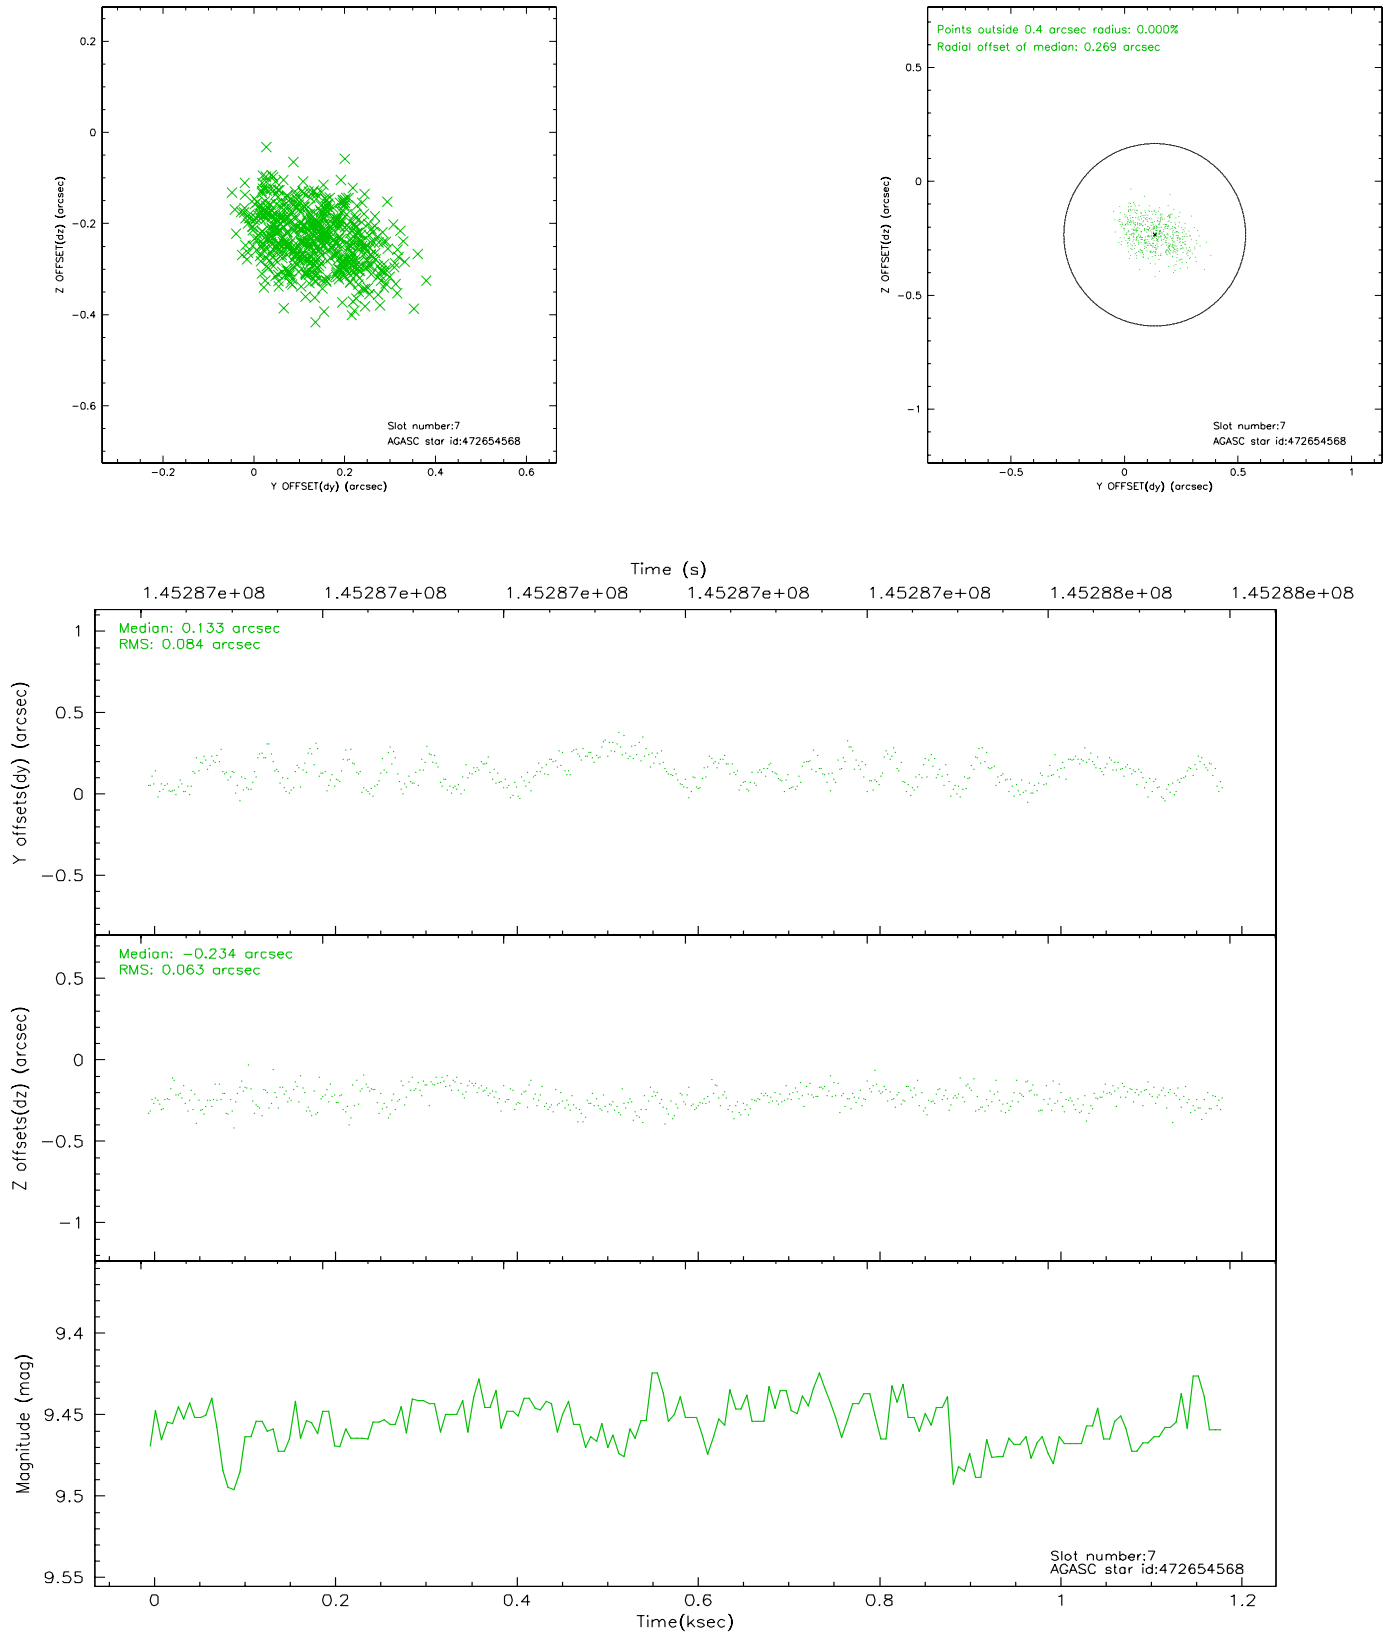 0.2
0
−0.2
−0.4
−0.6
Z OFFSET(dz) (arcsec)
Slot number:7
AGASC star id:472654568
−0.2 0 0.2 0.4 0.6
Y OFFSET(dy) (arcsec)
Points outside 0.4 arcsec radius: 0.000%
Radial offset of median: 0.269 arcsec
0.5
0
−0.5
−1
Z OFFSET(dz) (arcsec)
Slot number:7
AGASC star id:472654568
−0.5 0 0.5 1
Y OFFSET(dy) (arcsec)
Time (s)
1.45287e+08 1.45287e+08 1.45287e+08 1.45287e+08 1.45287e+08 1.45288e+08 1.45288e+08
Median: 0.133 arcsec
RMS: 0.084 arcsec
1
0.5
0
−0.5
Y offsets(dy) (arcsec)
Median: −0.234 arcsec
RMS: 0.063 arcsec
0.5
0
−0.5
−1
Z offsets(dz) (arcsec)
9.4
9.45
9.5
9.55
Magnitude (mag)
Slot number:7
AGASC star id:472654568
0 0.2 0.4 0.6 0.8 1 1.2
Time(ksec)